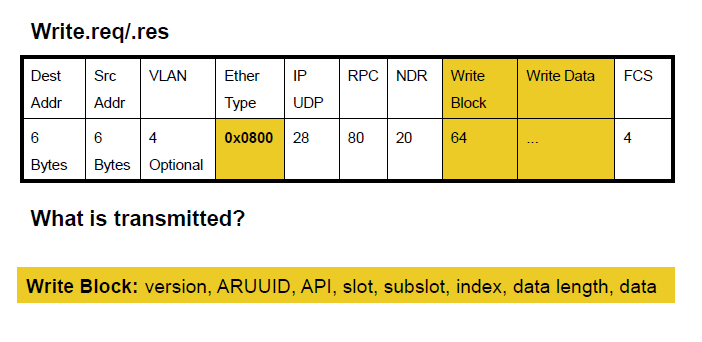 Write.req/.res
Dest Addr Src Addr VLAN Ether Type IP UDP RPC NDR Write Block Write Data FCS
6 Bytes 6 Bytes 4 Optional 0x0800 28 80 20 64 ... 4
What is transmitted?
Write Block: version, ARUUID, API, slot, subslot, index, data length, data